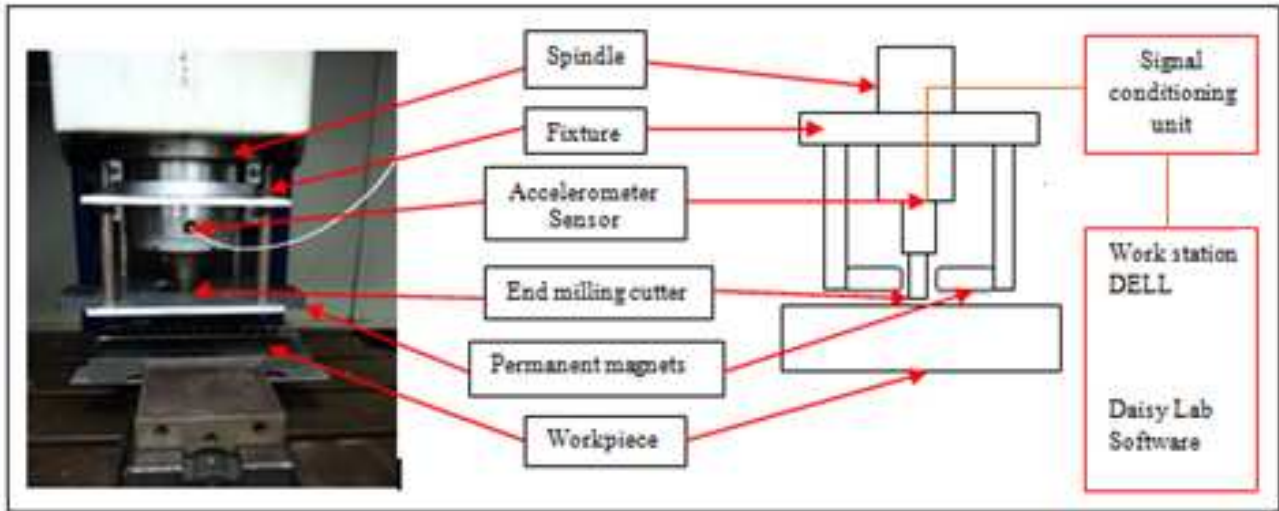 Spindle
Fixture
Accelerometer
Sensor
End milling cutter
Permanent magnets
Workpiece
Signal
conditioning
unit
Work station
DELL
Daisy Lab
Software